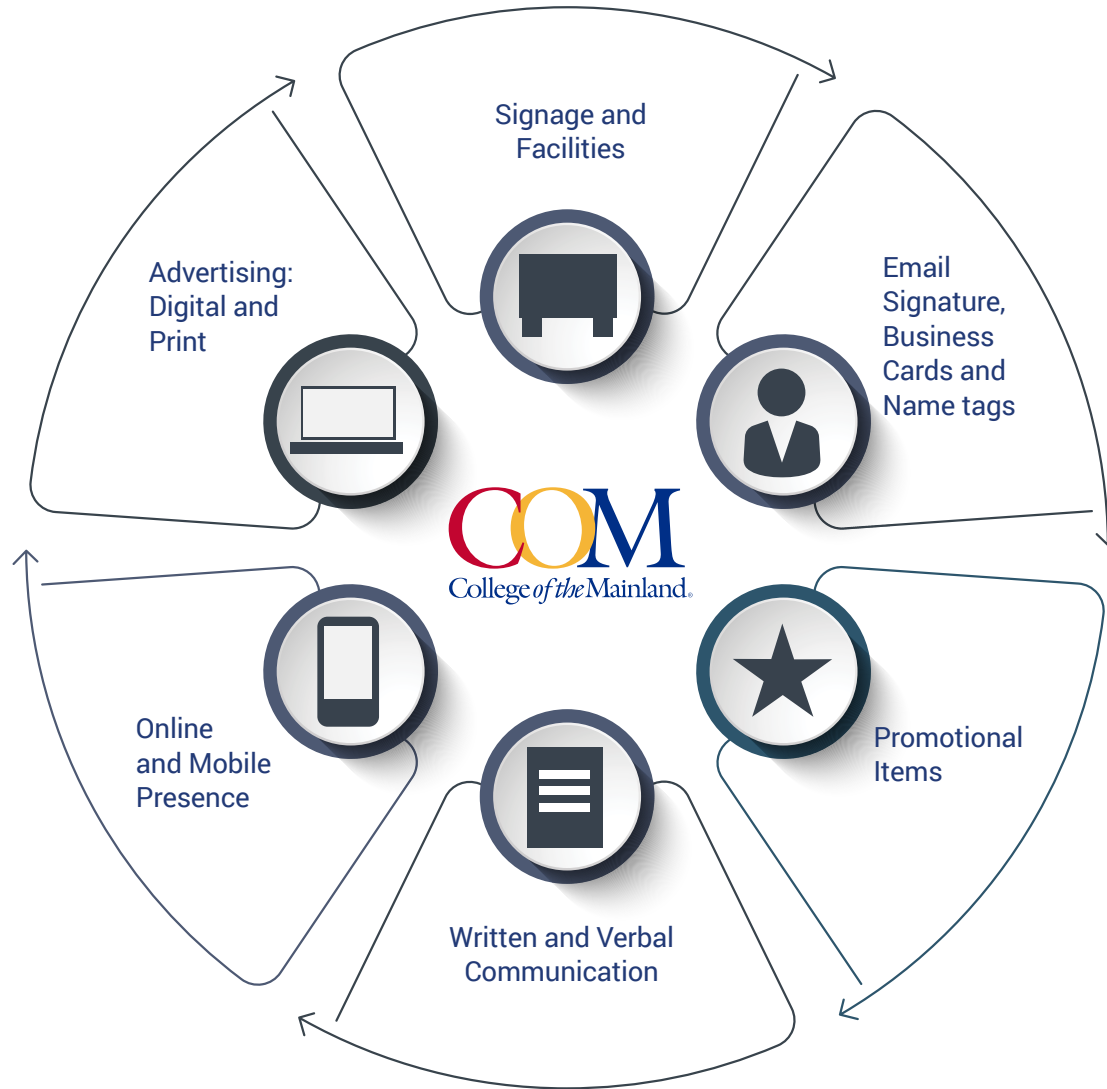 Signage and
Facilities
Email
Signature,
Business
Cards and
Name tags
Promotional
Items
Written and Verbal
Communication
Online
and Mobile
Presence
Advertising:
Digital and
Print
COM
College of the Mainland®